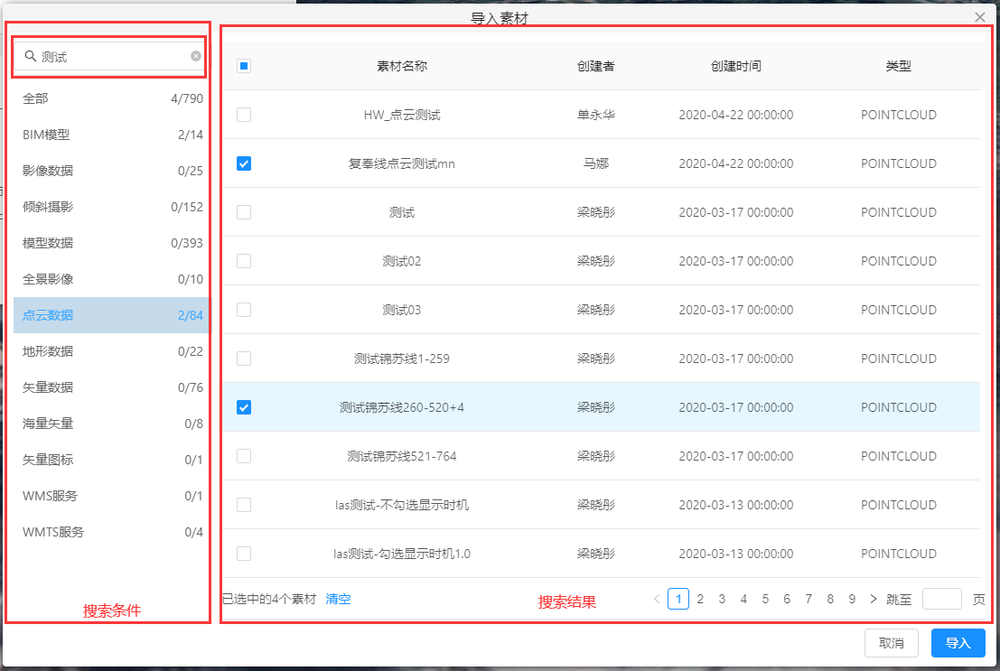 导入素材
测试
全部 4/790
BIM模型 2/14
影像数据 0/25
倾斜摄影 0/152
模型数据 0/393
全景影像 0/10
点云数据 2/84
地形数据 0/22
矢量数据 0/76
海量矢量 0/8
矢量图标 0/1
WMS服务 0/1
WMTS服务 0/4
搜索条件
素材名称 创建者 创建时间 类型
HW_点云测试 单永华 2020-04-22 00:00:00 POINTCLOUD
复奉线点云测试mn 马娜 2020-04-22 00:00:00 POINTCLOUD
测试 梁晓彤 2020-03-17 00:00:00 POINTCLOUD
测试02 梁晓彤 2020-03-17 00:00:00 POINTCLOUD
测试03 梁晓彤 2020-03-17 00:00:00 POINTCLOUD
测试锦苏线1-259 梁晓彤 2020-03-17 00:00:00 POINTCLOUD
测试锦苏线260-520+4 梁晓彤 2020-03-17 00:00:00 POINTCLOUD
测试锦苏线521-764 梁晓彤 2020-03-17 00:00:00 POINTCLOUD
las测试-不勾选显示时机 梁晓彤 2020-03-13 00:00:00 POINTCLOUD
las测试-勾选显示时机1.0 梁晓彤 2020-03-13 00:00:00 POINTCLOUD
已选中的4个素材 清空 搜索结果 < 1 2 3 4 5 6 7 8 9 > 跳至 页
取消 导入